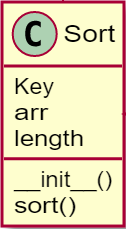 C Sort
Key
arr
length
__init__()
sort()